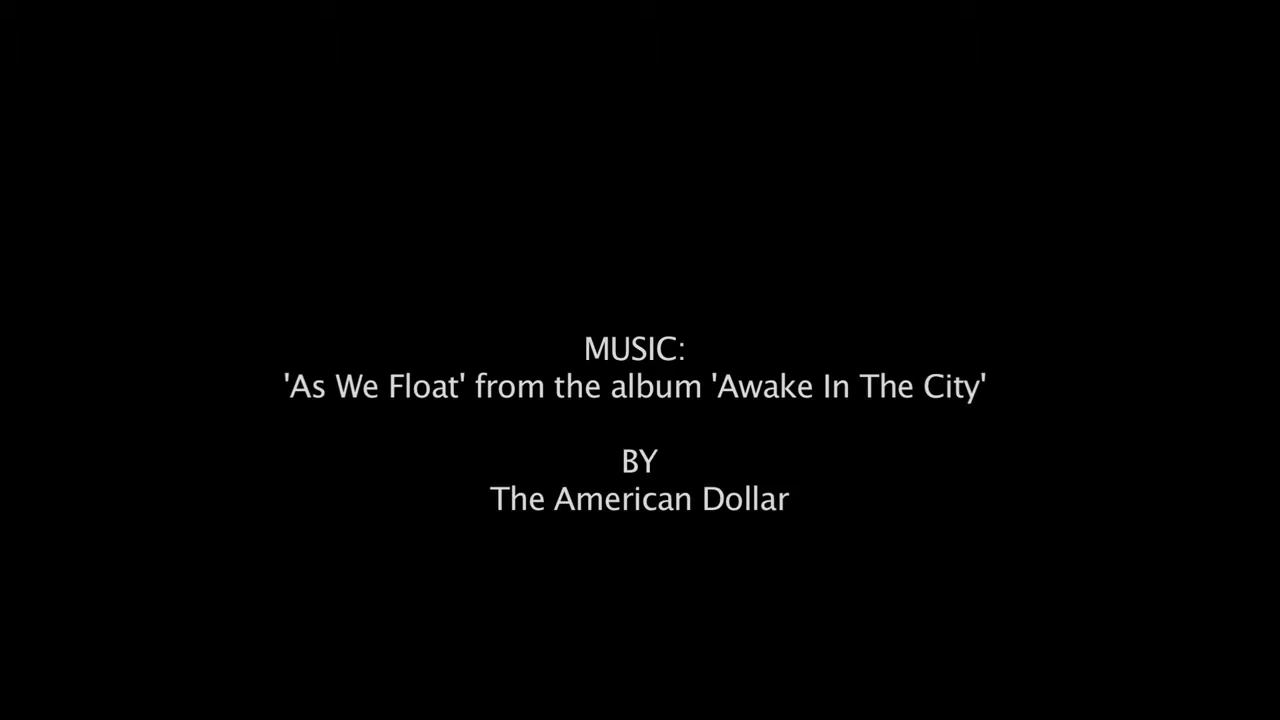 MUSIC:
'As We Float' from the album 'Awake In The City'
BY
The American Dollar